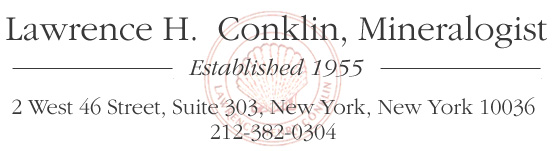 Lawrence H. Conklin, Mineralogist
Established 1955
2 West 46 Street, Suite 303, New York, New York 10036
212-382-0304